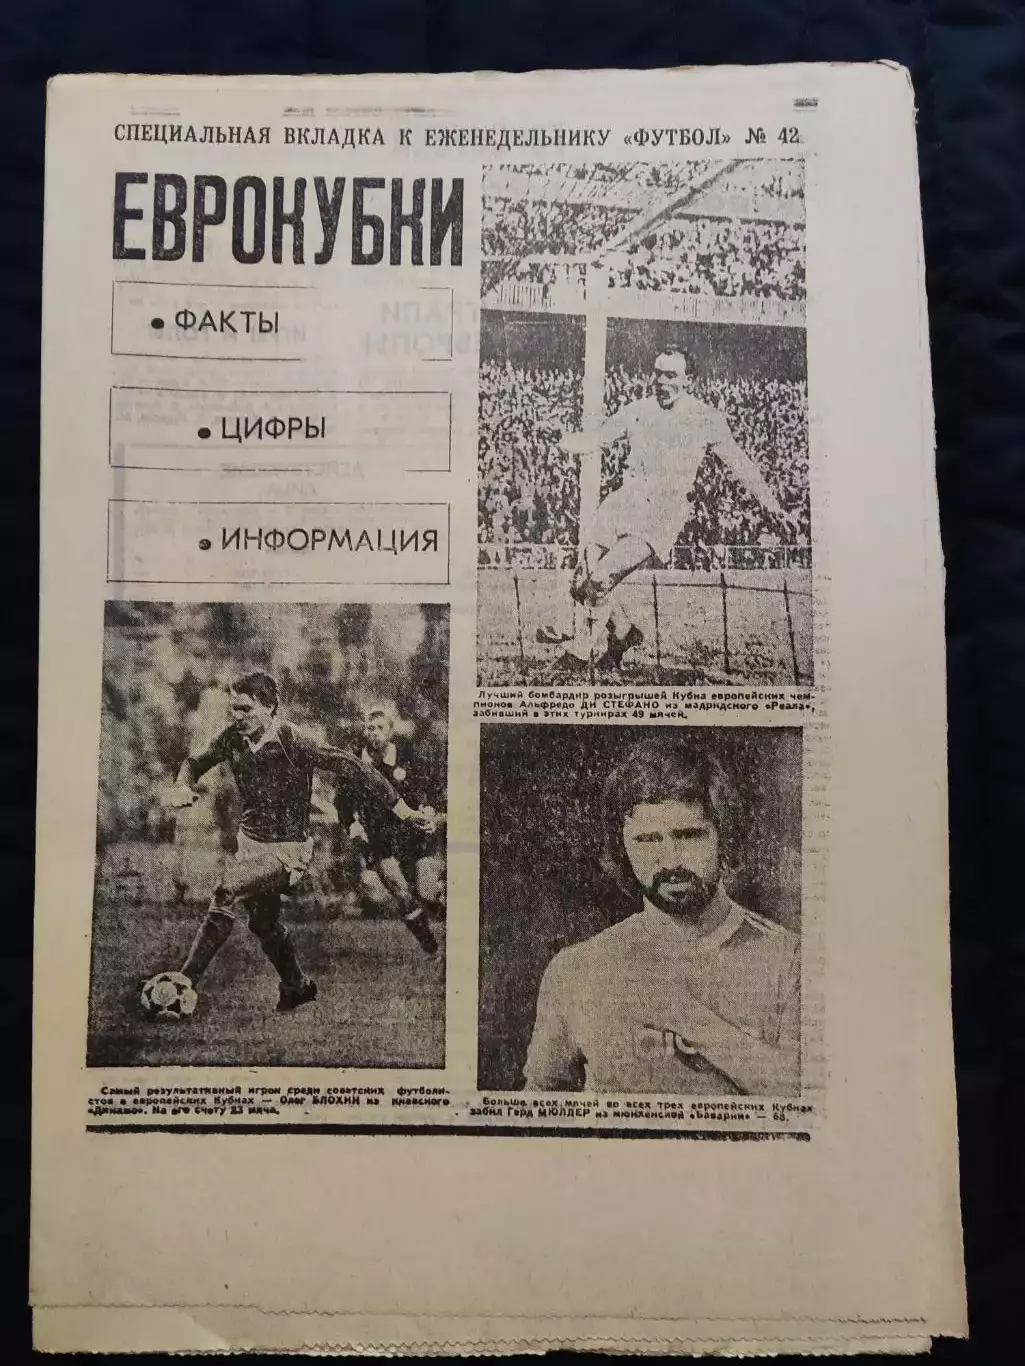 СПЕЦИАЛЬНАЯ ВКЛАДКА К ЕЖЕНЕДЕЛЬНИКУ «ФУТБОЛ» № 42
ЕВРОКУБКИ
• ФАКТЫ
• ЦИФРЫ
• ИНФОРМАЦИЯ
Лучший бомбардир розыгрышей Кубка европейских чем-
пионов Альфредо ДИ СТЕФАНО из мадридского «Реала»,
забивший в этих турнирах 49 мячей.
Самый результативный игрок среди советских футболи-
стов в европейских Кубках — Олег БЛОХИН из киевского
«Динамо». На его счету 23 мяча.
Больше всех мячей во всех трех европейских Кубках
забил Герд МЮЛЛЕР из мюнхенской «Баварии» — 68.